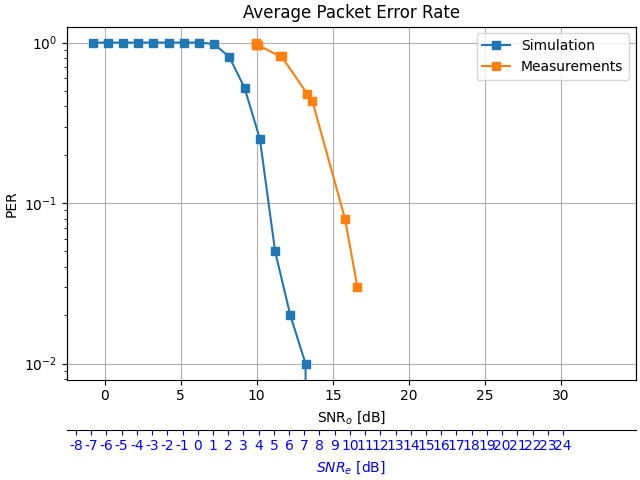 Average Packet Error Rate
Simulation
Measurements
10⁰
10⁻¹
10⁻²
PER
0 5 10 15 20 25 30
SNRₒ [dB]
-8 -7 -6 -5 -4 -3 -2 -1 0 1 2 3 4 5 6 7 8 9 10 11 12 13 14 15 16 17 18 19 20 21 22 23 24
SNRₑ [dB]